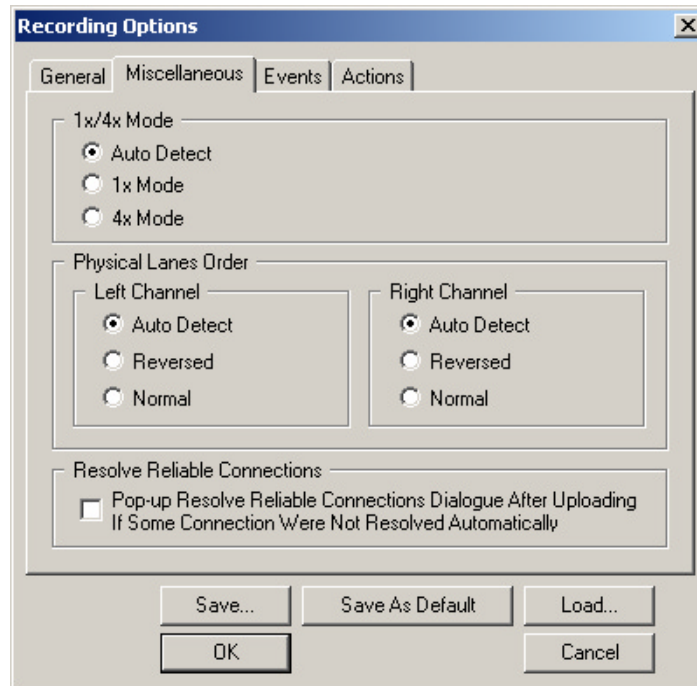 Recording Options
General Miscellaneous Events Actions
1x/4x Mode
Auto Detect
1x Mode
4x Mode
Physical Lanes Order
Left Channel
Auto Detect
Reversed
Normal
Right Channel
Auto Detect
Reversed
Normal
Resolve Reliable Connections
Pop-up Resolve Reliable Connections Dialogue After Uploading
If Some Connection Were Not Resolved Automatically
Save... Save As Default Load...
OK Cancel